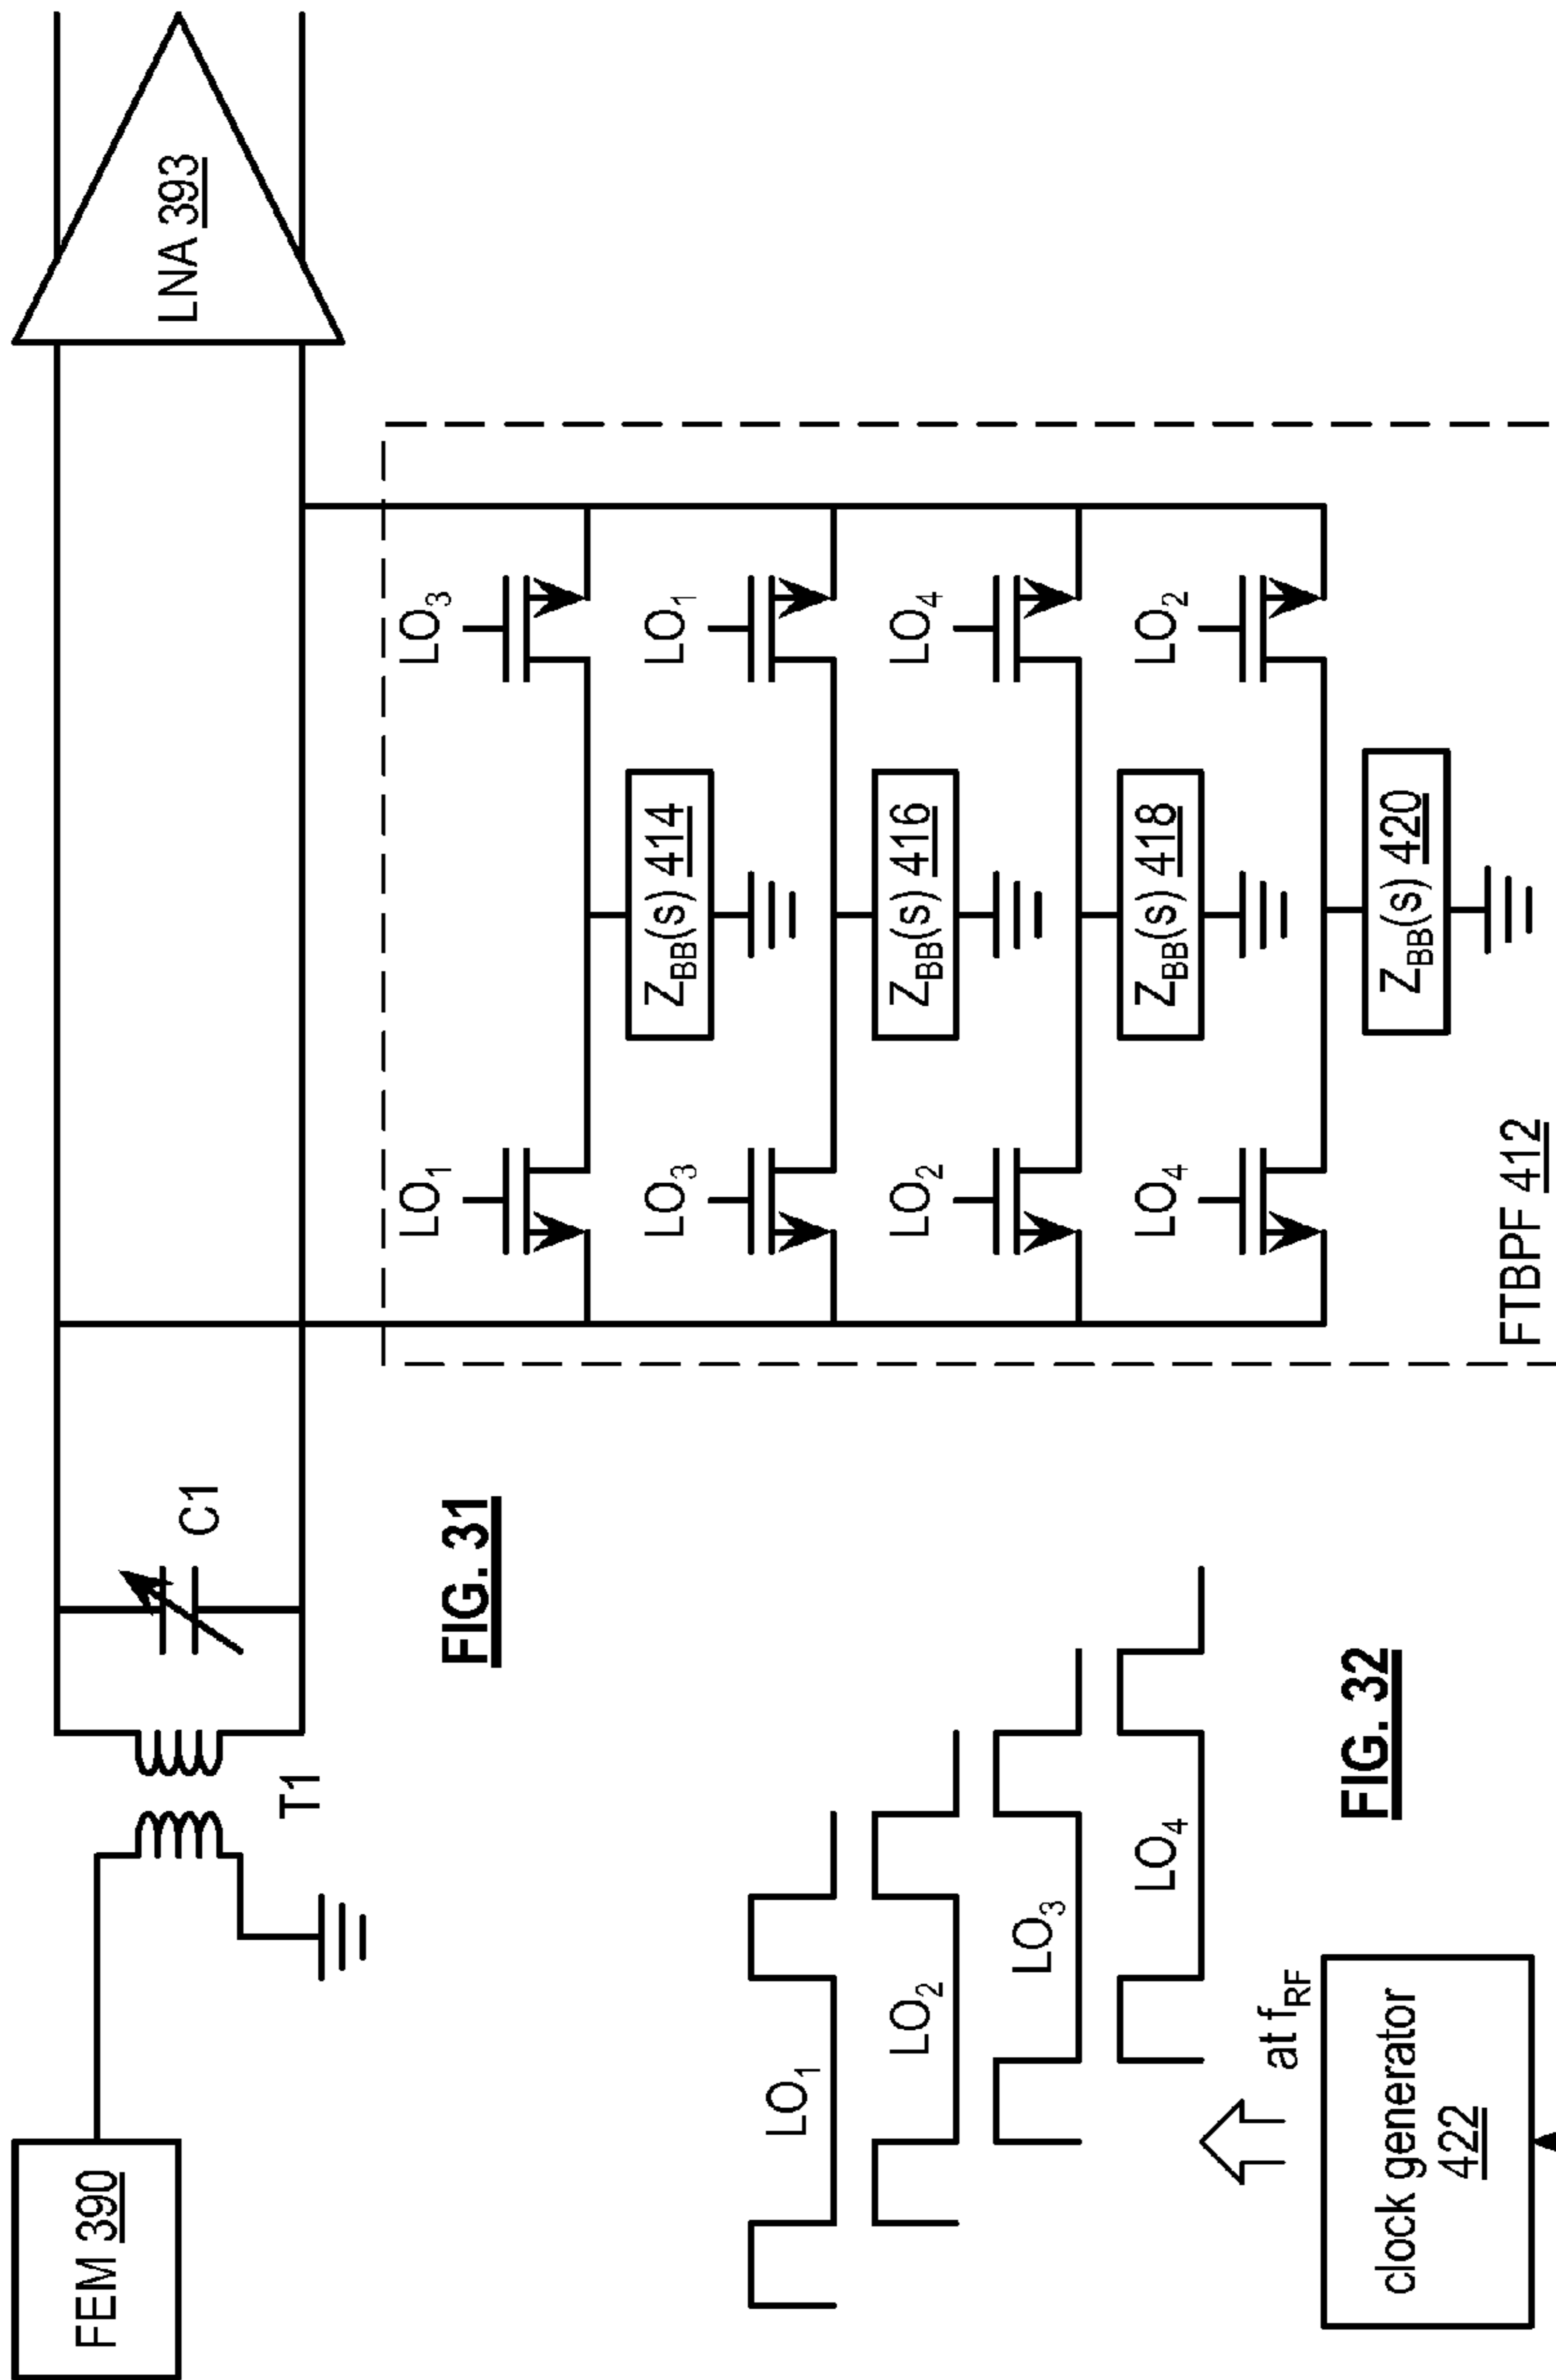 FEM 390
T1
C1
LNA 393
LO1
LO3
ZBB(s) 414
LO3
LO1
ZBB(s) 416
LO2
LO4
ZBB(s) 418
LO4
LO2
ZBB(s) 420
FTBPF 412
FIG. 31
LO1
LO2
LO3
LO4
at fRF
clock generator
422
FIG. 32